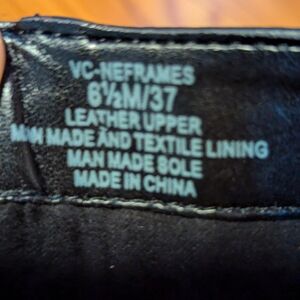 VC-NEFRAMES
6½M/37
LEATHER UPPER
MAN MADE AND TEXTILE LINING
MAN MADE SOLE
MADE IN CHINA